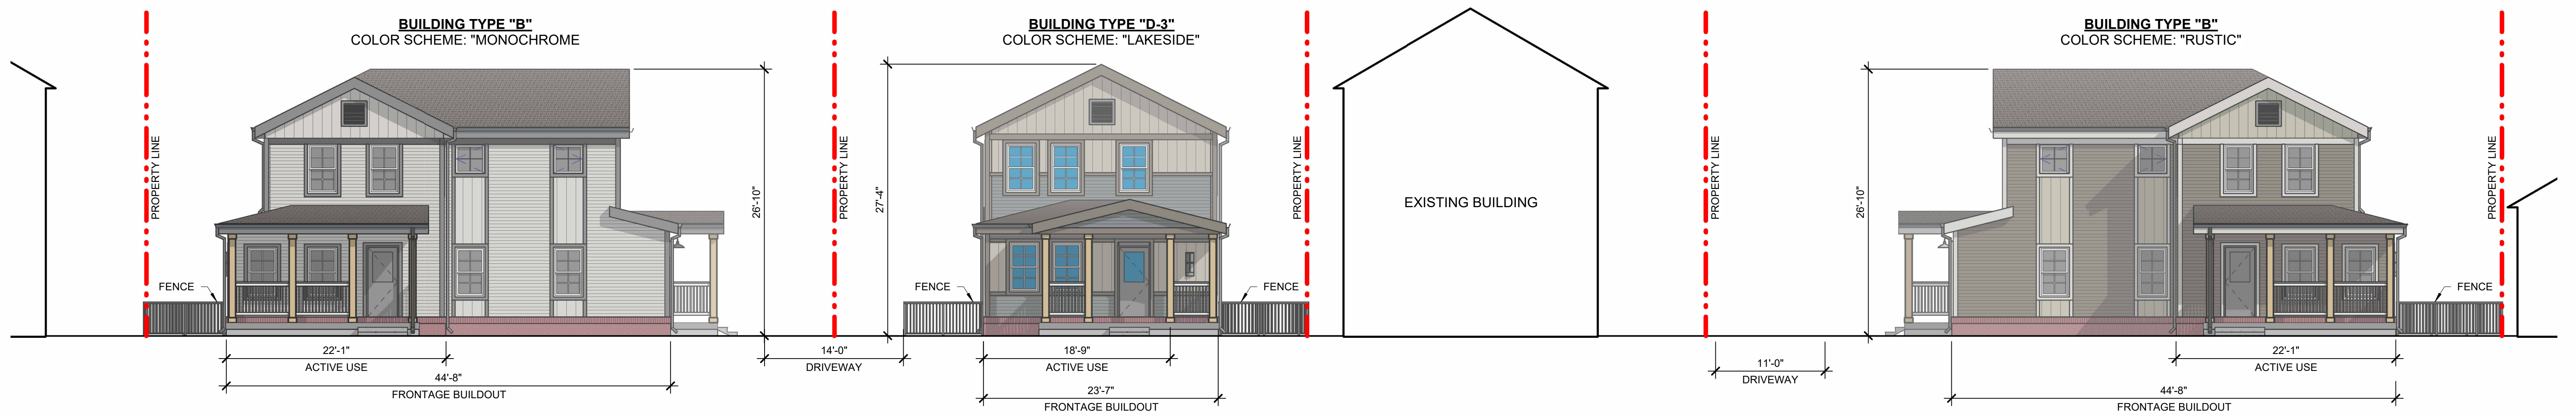 BUILDING TYPE "B"
COLOR SCHEME: "MONOCHROME
PROPERTY LINE
FENCE
26'-10"
22'-1"
ACTIVE USE
44'-8"
FRONTAGE BUILDOUT
PROPERTY LINE
14'-0"
DRIVEWAY
BUILDING TYPE "D-3"
COLOR SCHEME: "LAKESIDE"
27'-4"
FENCE
FENCE
18'-9"
ACTIVE USE
23'-7"
FRONTAGE BUILDOUT
PROPERTY LINE
EXISTING BUILDING
PROPERTY LINE
11'-0"
DRIVEWAY
BUILDING TYPE "B"
COLOR SCHEME: "RUSTIC"
26'-10"
PROPERTY LINE
FENCE
22'-1"
ACTIVE USE
44'-8"
FRONTAGE BUILDOUT